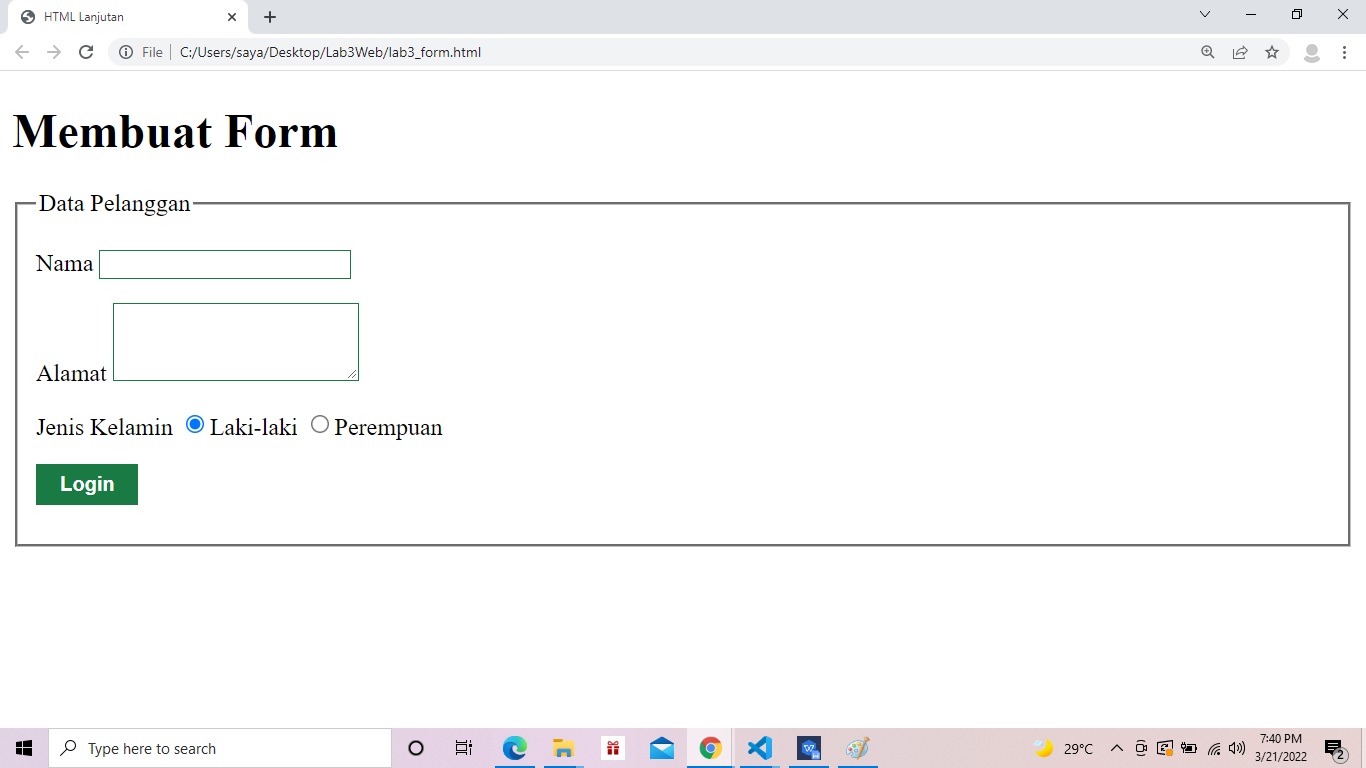 HTML Lanjutan
File
C:/Users/saya/Desktop/Lab3Web/lab3_form.html
Membuat Form
Data Pelanggan
Nama
Alamat
Jenis Kelamin Laki-laki Perempuan
Login
Type here to search
29°C
7:40 PM
3/21/2022
2